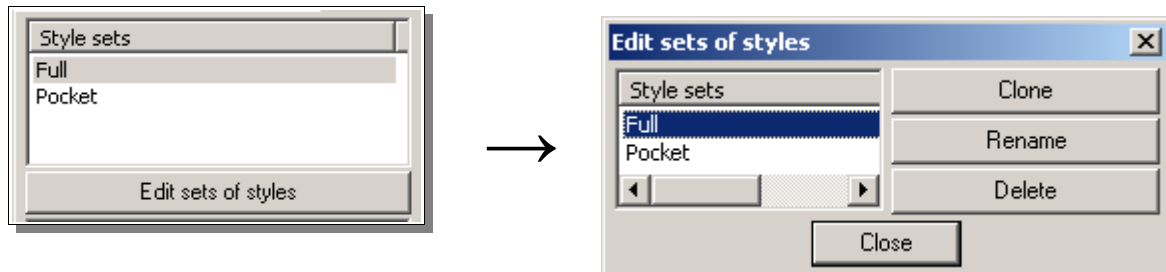 Style sets
Full
Pocket
Edit sets of styles
→
Edit sets of styles
Style sets
Full
Pocket
Clone
Rename
Delete
Close